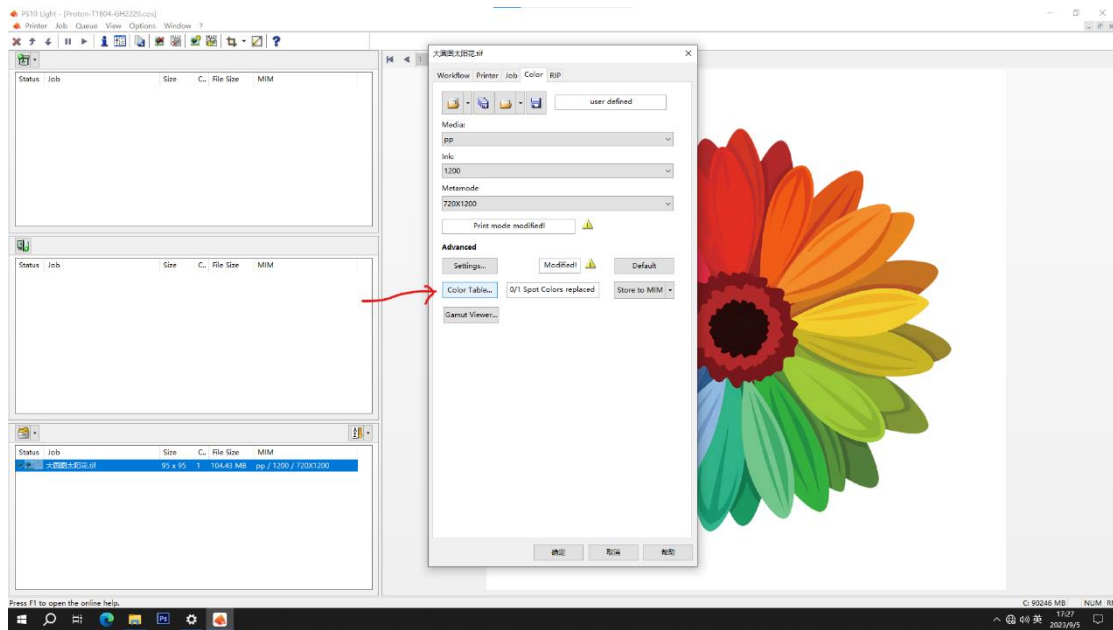 PS10 Light - [Proton-T1804-GH2220.cos]
Printer Job Queue View Options Window ?
Status Job Size C.. File Size MIM
Status Job Size C.. File Size MIM
Status Job Size C.. File Size MIM
大圆图太阳花.tif 95 x 95 1 104.43 MB pp / 1200 / 720X1200
大圆图太阳花.tif
Workflow Printer Job Color RIP
user defined
Media:
pp
Ink:
1200
Metamode
720X1200
Print mode modified!
Advanced
Settings... Modified! Default
Color Table... 0/1 Spot Colors replaced Store to MIM
Gamut Viewer...
确定 取消 帮助
Press F1 to open the online help. C: 90246 MB NUM
Ps
英 17:27
2023/9/5